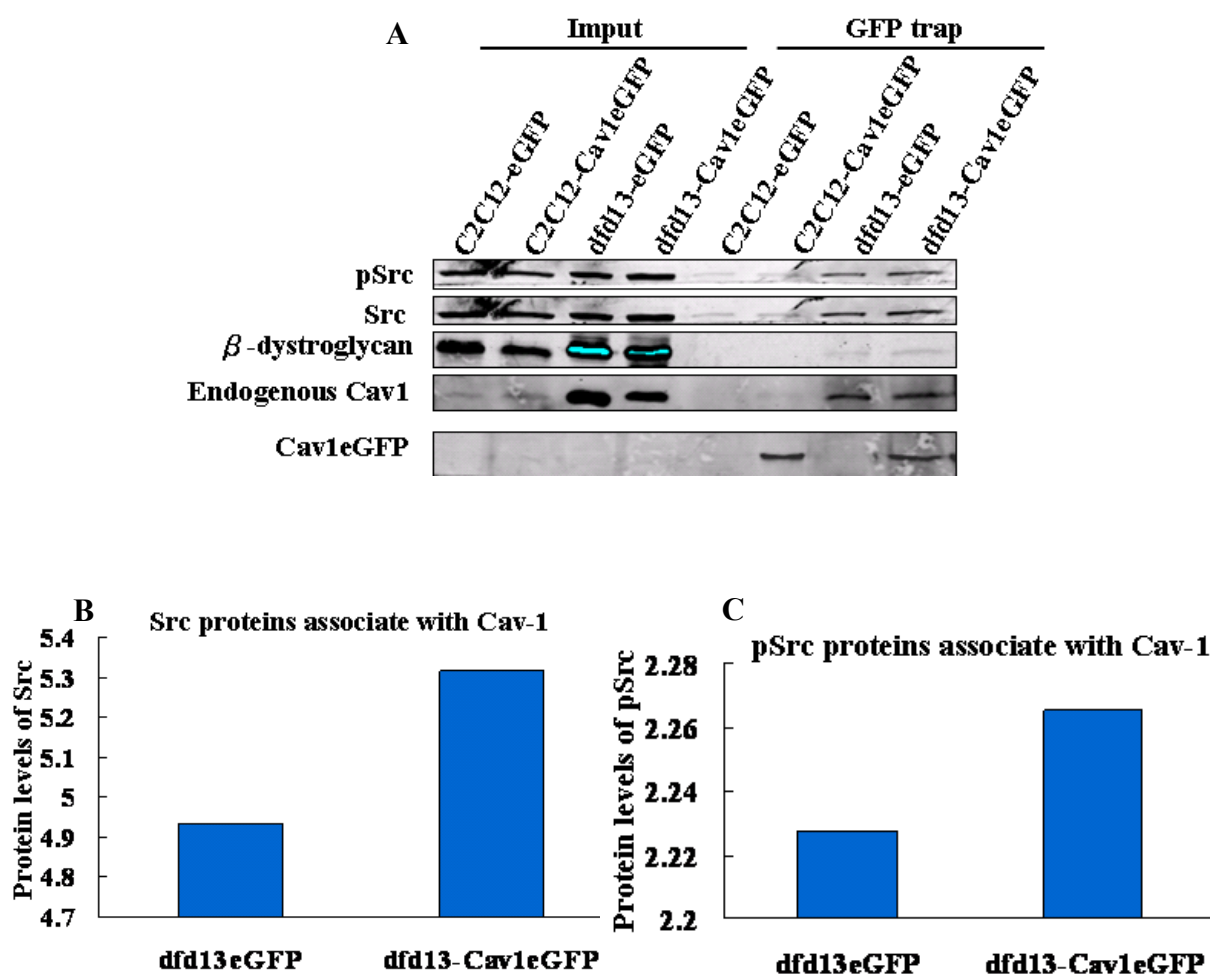 A
Imput
GFP trap
C2C12-eGFP
C2C12-Cav1eGFP
dfd13-eGFP
dfd13-Cav1eGFP
C2C12-eGFP
C2C12-Cav1eGFP
dfd13-eGFP
dfd13-Cav1eGFP
pSrc
Src
β-dystroglycan
Endogenous Cav1
Cav1eGFP
B
Src proteins associate with Cav-1
Protein levels of Src
5.4
5.3
5.2
5.1
5
4.9
4.8
4.7
dfd13eGFP
dfd13-Cav1eGFP
C
pSrc proteins associate with Cav-1
Protein levels of pSrc
2.28
2.26
2.24
2.22
2.2
dfd13eGFP
dfd13-Cav1eGFP